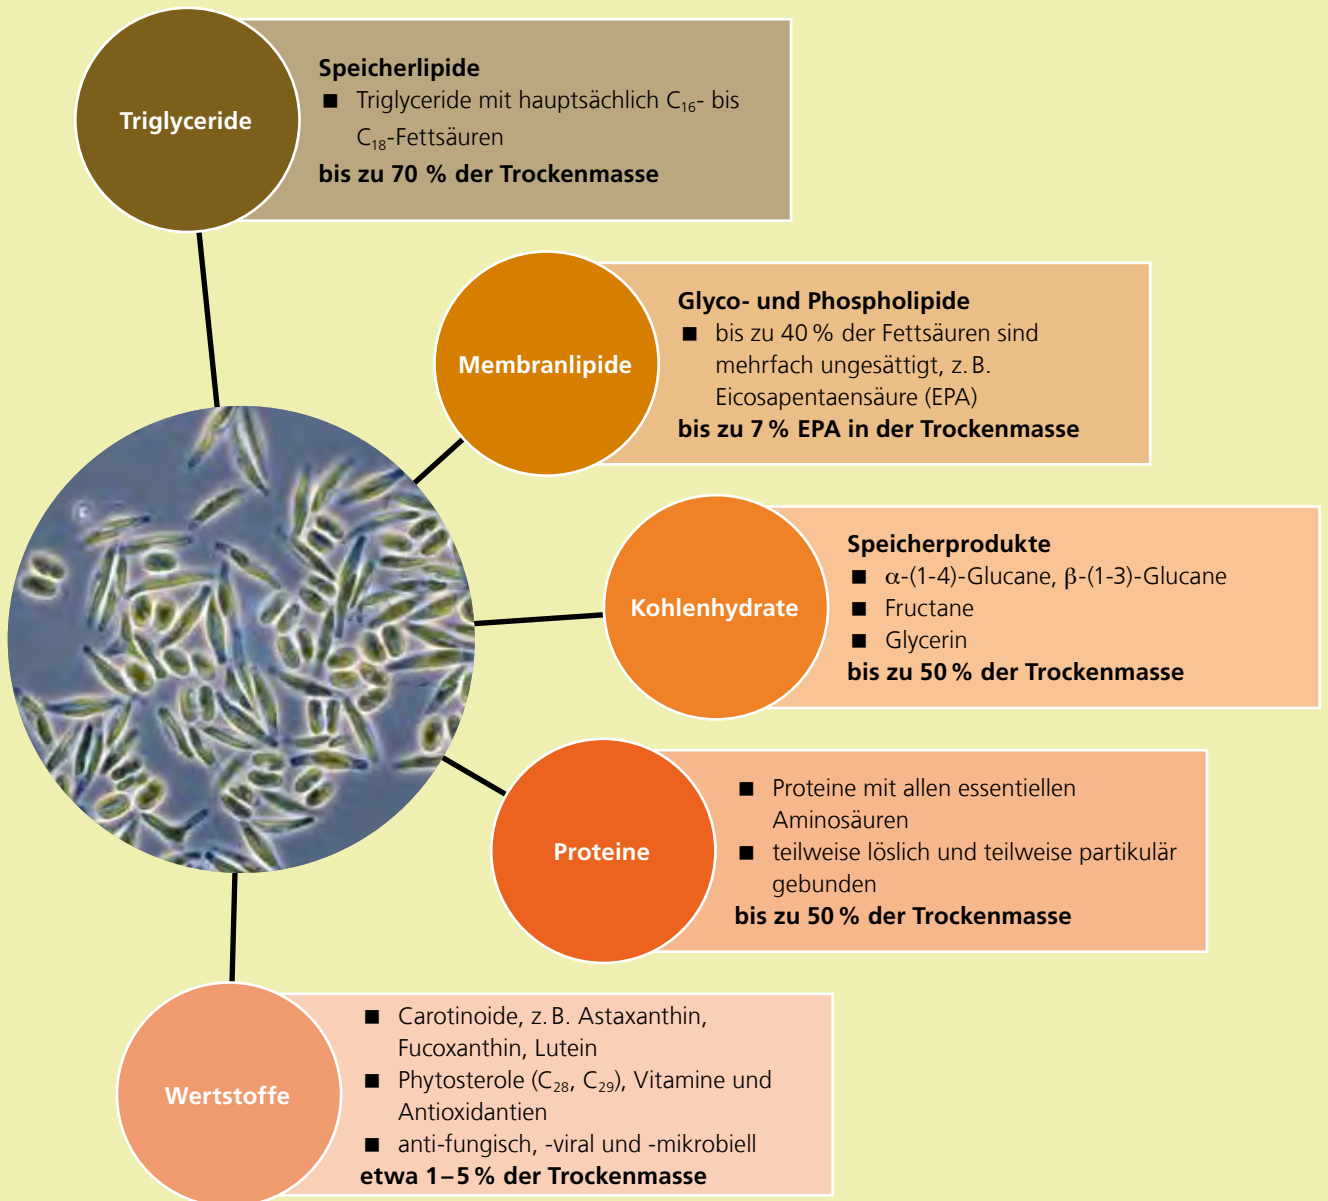 Triglyceride
Speicherlipide
■ Triglyceride mit hauptsächlich C₁₆- bis
C₁₈-Fettsäuren
bis zu 70 % der Trockenmasse
Membranlipide
Glyco- und Phospholipide
■ bis zu 40 % der Fettsäuren sind
mehrfach ungesättigt, z. B.
Eicosapentaensäure (EPA)
bis zu 7 % EPA in der Trockenmasse
Kohlenhydrate
Speicherprodukte
■ α-(1-4)-Glucane, β-(1-3)-Glucane
■ Fructane
■ Glycerin
bis zu 50 % der Trockenmasse
Proteine
■ Proteine mit allen essentiellen
Aminosäuren
■ teilweise löslich und teilweise partikulär
gebunden
bis zu 50 % der Trockenmasse
Wertstoffe
■ Carotinoide, z. B. Astaxanthin,
Fucoxanthin, Lutein
■ Phytosterole (C₂₈, C₂₉), Vitamine und
Antioxidantien
■ anti-fungisch, -viral und -mikrobiell
etwa 1–5 % der Trockenmasse